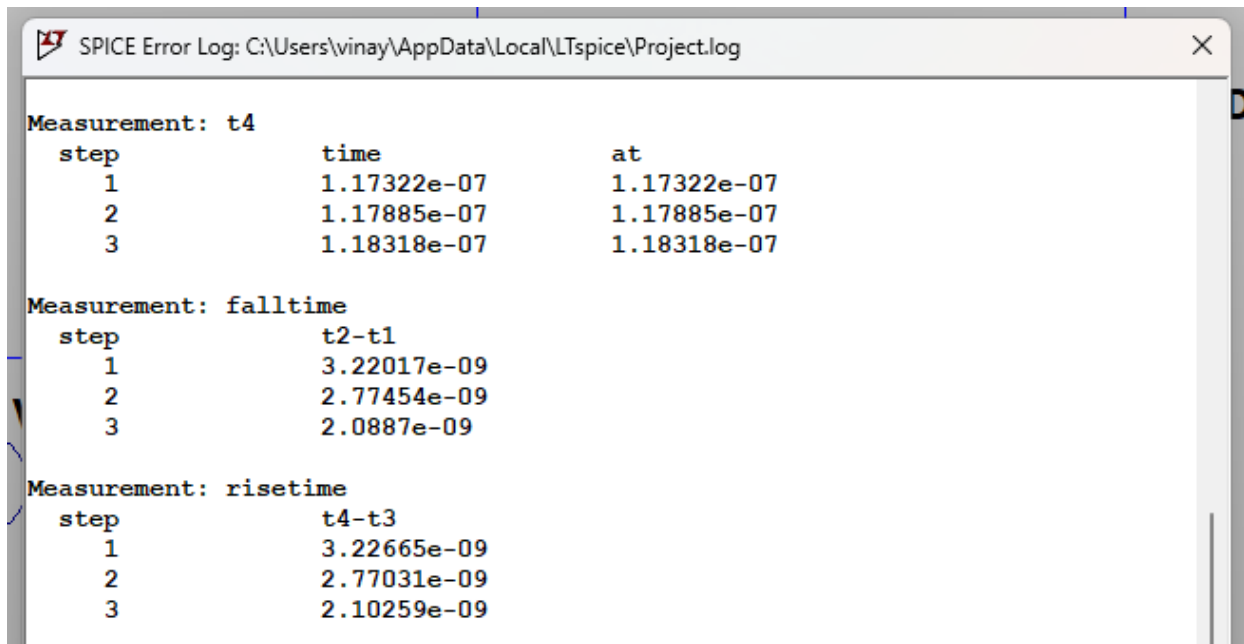 SPICE Error Log: C:\Users\vinay\AppData\Local\LTspice\Project.log
Measurement: t4
step time at
1 1.17322e-07 1.17322e-07
2 1.17885e-07 1.17885e-07
3 1.18318e-07 1.18318e-07
Measurement: falltime
step t2-t1
1 3.22017e-09
2 2.77454e-09
3 2.0887e-09
Measurement: risetime
step t4-t3
1 3.22665e-09
2 2.77031e-09
3 2.10259e-09